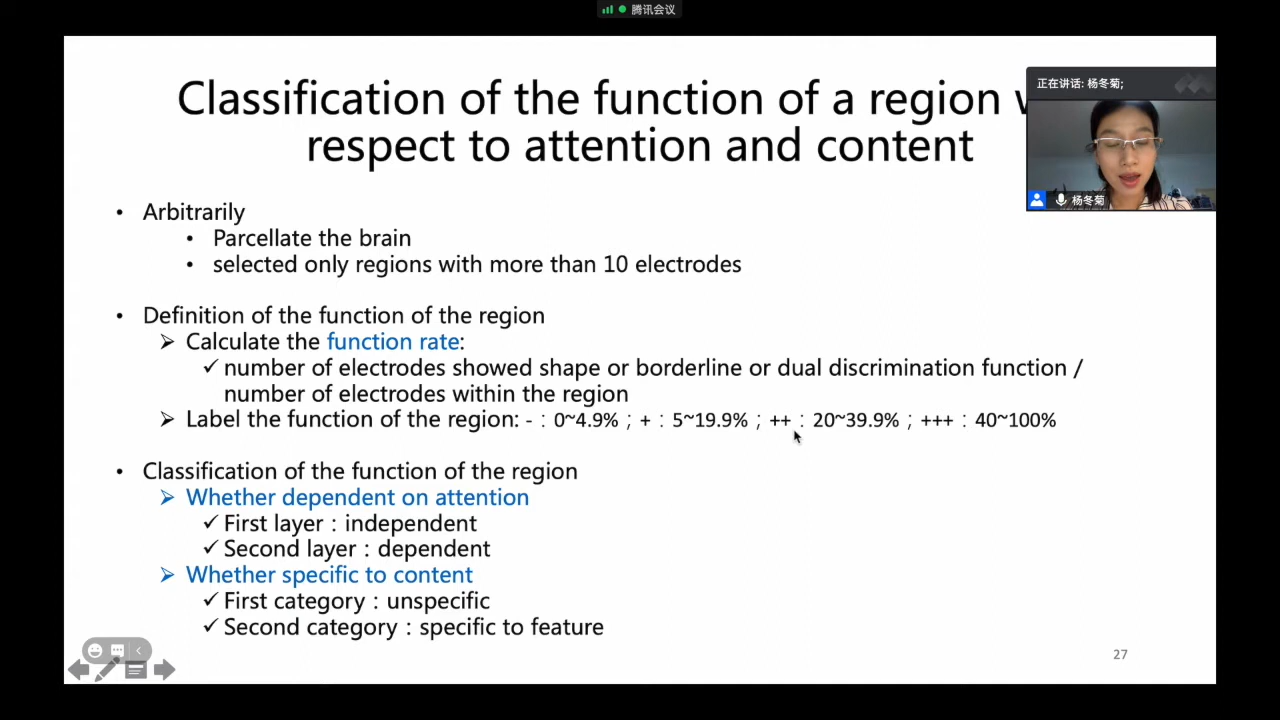 腾讯会议
Classification of the function of a region
respect to attention and content
正在讲话: 杨冬菊;
杨冬菊
• Arbitrarily
• Parcellate the brain
• selected only regions with more than 10 electrodes
• Definition of the function of the region
➢ Calculate the function rate:
✓ number of electrodes showed shape or borderline or dual discrimination function /
number of electrodes within the region
➢ Label the function of the region: -：0~4.9%；+：5~19.9%；++：20~39.9%；+++：40~100%
• Classification of the function of the region
➢ Whether dependent on attention
✓ First layer：independent
✓ Second layer：dependent
➢ Whether specific to content
✓ First category：unspecific
✓ Second category：specific to feature
27